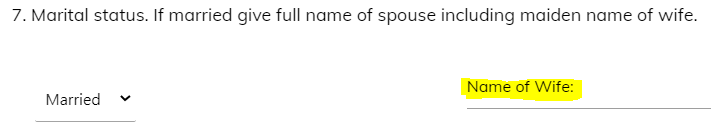 7. Marital status. If married give full name of spouse including maiden name of wife.
Name of Wife:
Married